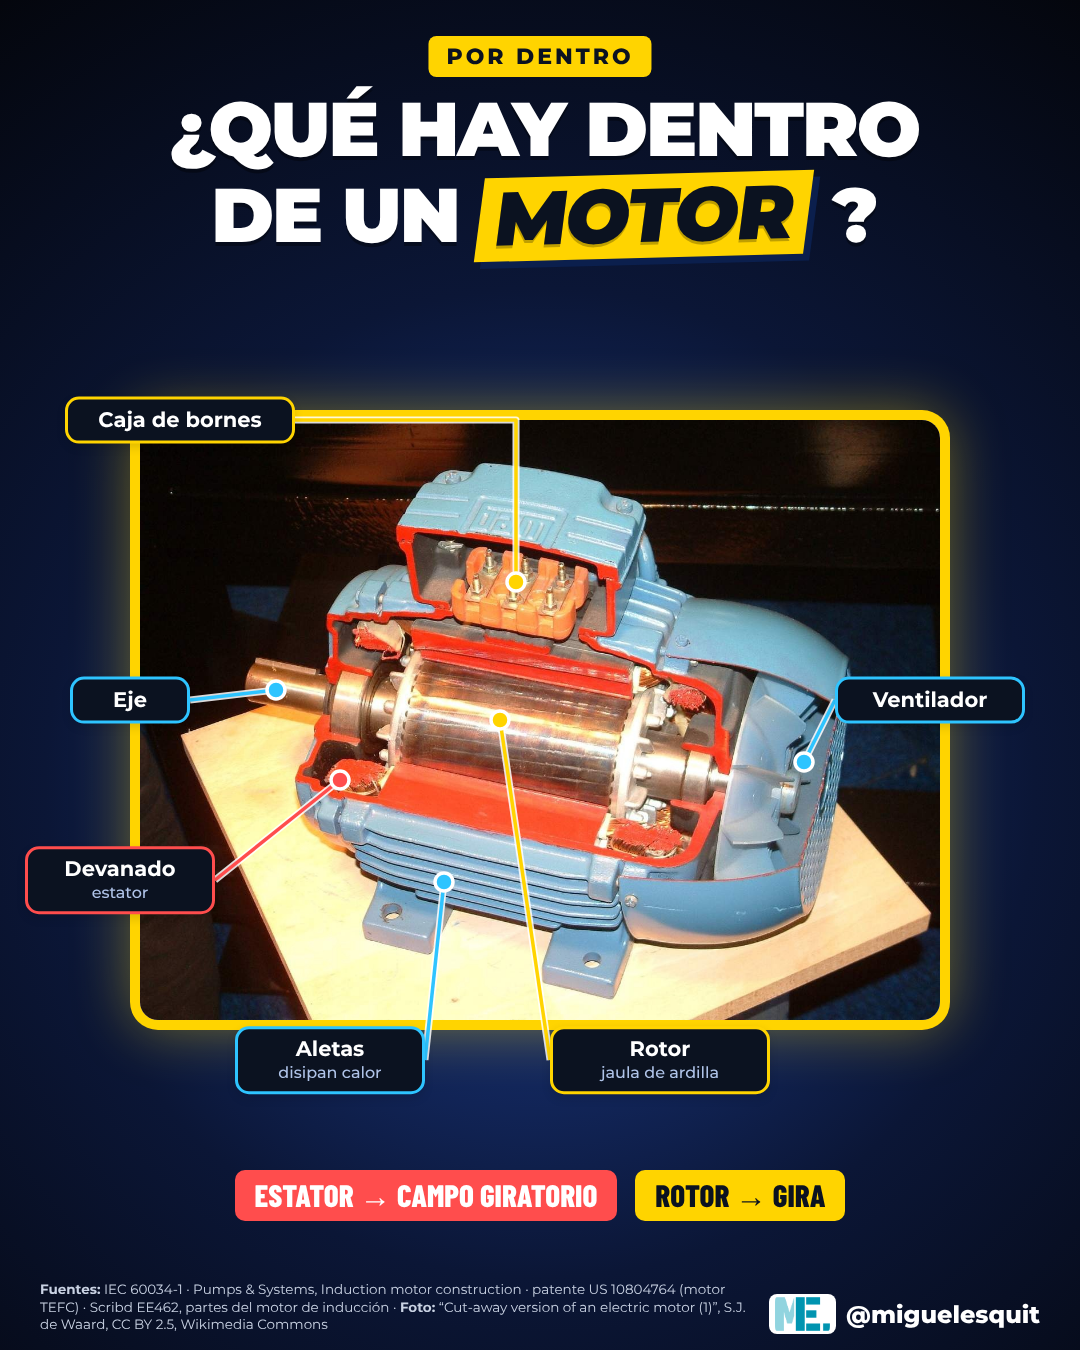 POR DENTRO
¿QUÉ HAY DENTRO
DE UN MOTOR ?
Caja de bornes
Eje
Ventilador
Devanado
estator
Aletas
disipan calor
Rotor
jaula de ardilla
ESTATOR → CAMPO GIRATORIO
ROTOR → GIRA
Fuentes: IEC 60034-1 · Pumps & Systems, Induction motor construction · patente US 10804764 (motor
TEFC) · Scribd EE462, partes del motor de inducción · Foto: “Cut-away version of an electric motor (1)”, S.J.
de Waard, CC BY 2.5, Wikimedia Commons
ME.
@miguelesquit